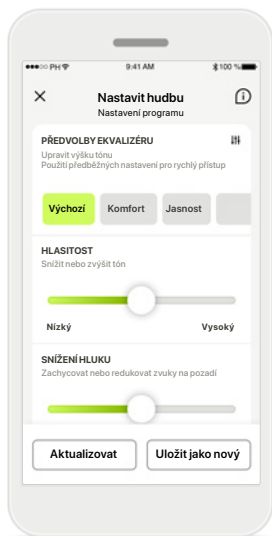 PH 9:41 AM 100 %
Nastavit hudbu
Nastavení programu
PŘEDVOLBY EKVALIZÉRU
Upravit výšku tónu
Použití předběžných nastavení pro rychlý přístup
Výchozí Komfort Jasnost
HLASITOST
Snížit nebo zvýšit tón
Nízký Vysoký
SNÍŽENÍ HLUKU
Zachycovat nebo redukovat zvuky na pozadí
Aktualizovat Uložit jako nový